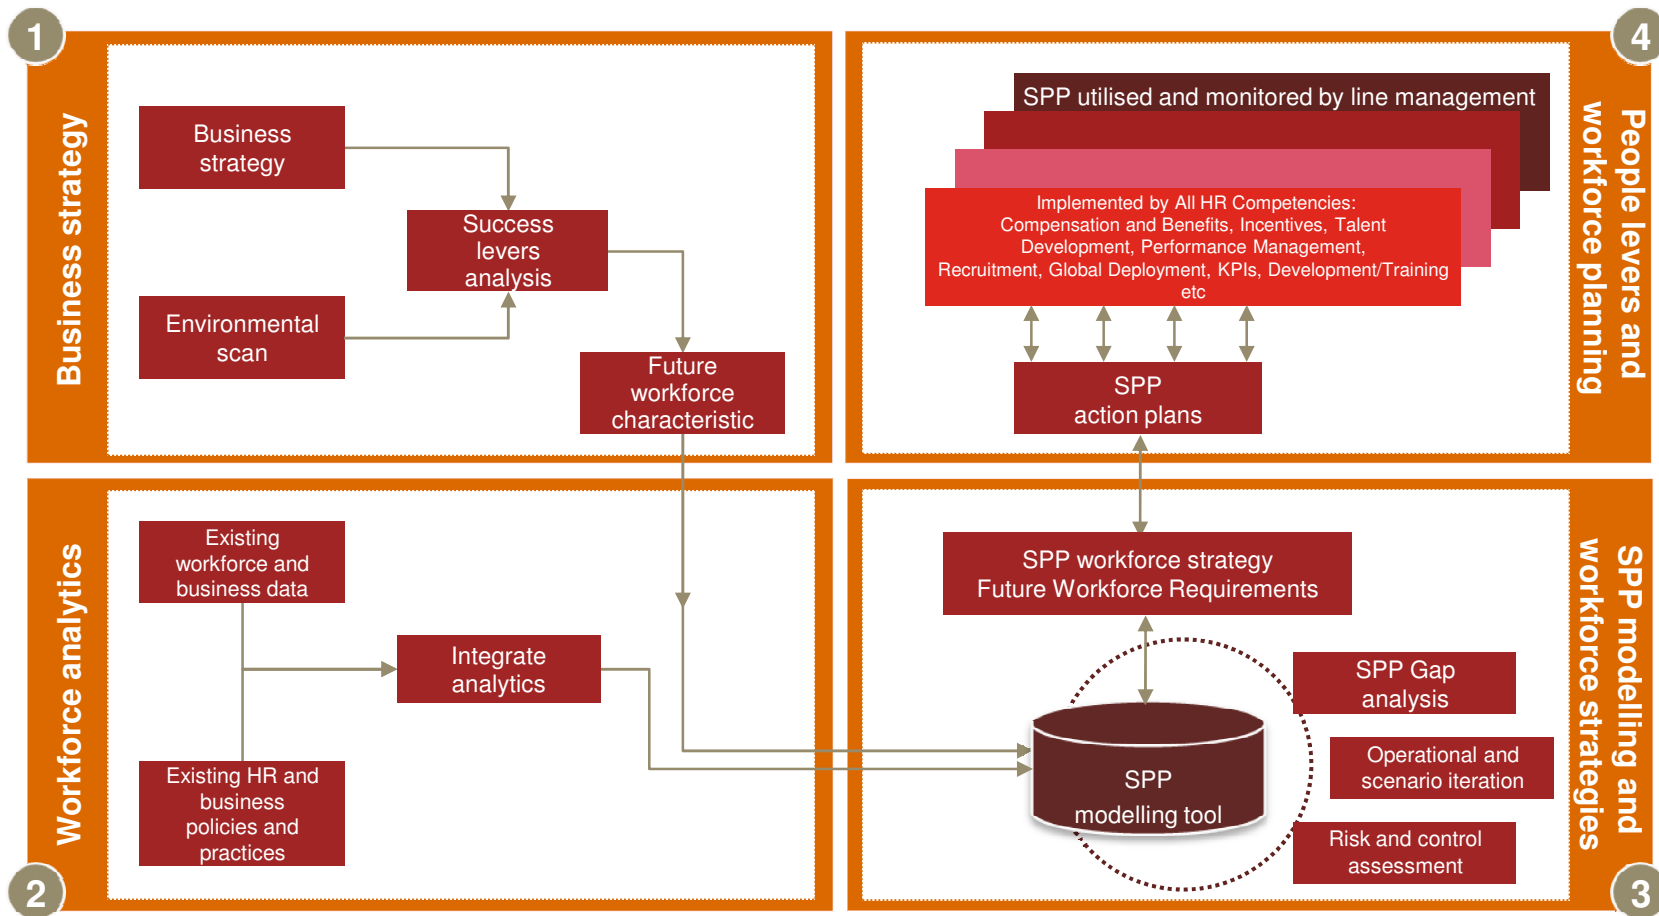 1
Business strategy
Business
strategy
Environmental
scan
Success
levers
analysis
Future
workforce
characteristic
4
People levers and
workforce planning
SPP utilised and monitored by line management
Implemented by All HR Competencies:
Compensation and Benefits, Incentives, Talent
Development, Performance Management,
Recruitment, Global Deployment, KPIs, Development/Training
etc
SPP
action plans
2
Workforce analytics
Existing
workforce and
business data
Existing HR and
business
policies and
practices
Integrate
analytics
3
SPP modelling and
workforce strategies
SPP workforce strategy
Future Workforce Requirements
SPP
modelling tool
SPP Gap
analysis
Operational and
scenario iteration
Risk and control
assessment